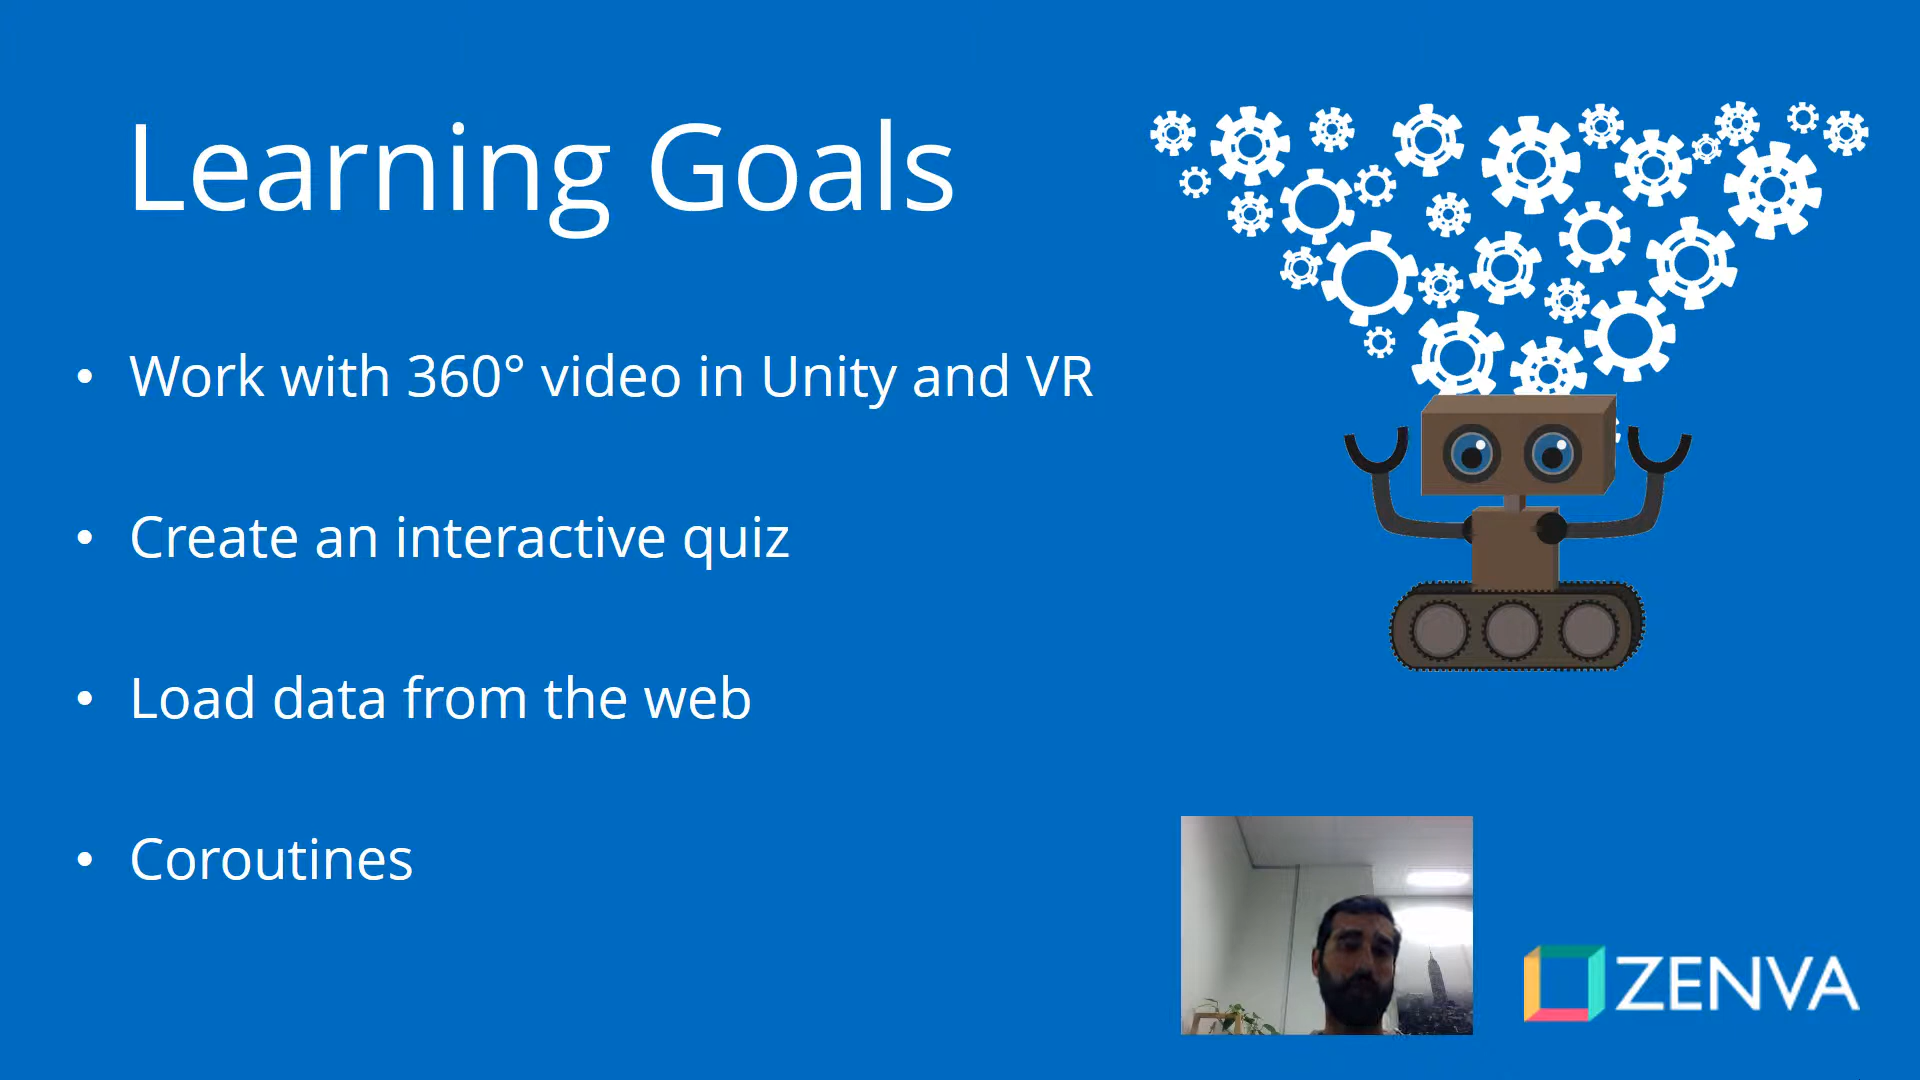 Learning Goals
• Work with 360° video in Unity and VR
• Create an interactive quiz
• Load data from the web
• Coroutines
ZENVA